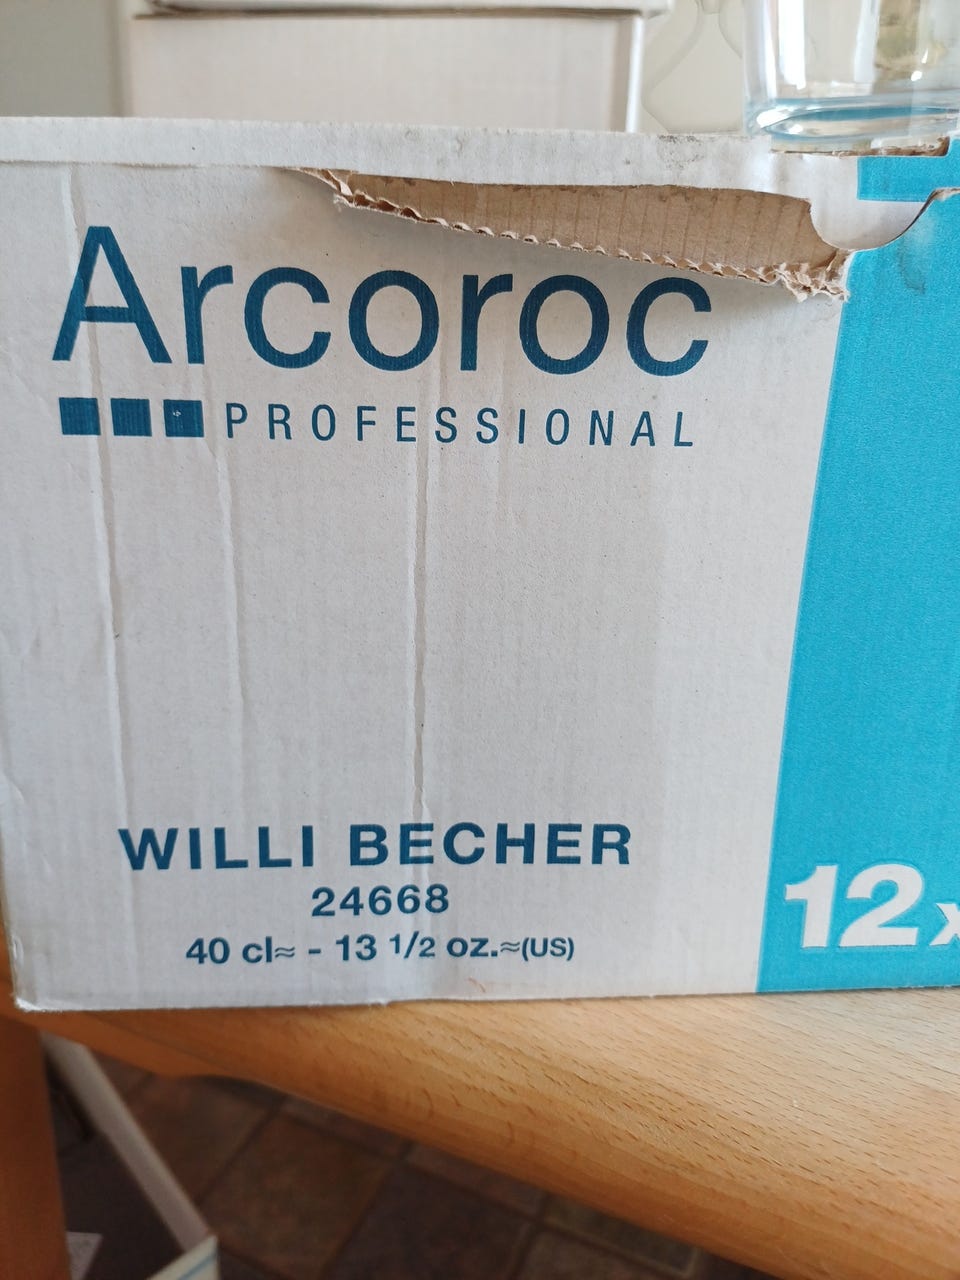 Arcoroc
PROFESSIONAL
WILLI BECHER
24668
40 cl≈ - 13 1/2 oz.≈(US)
12x